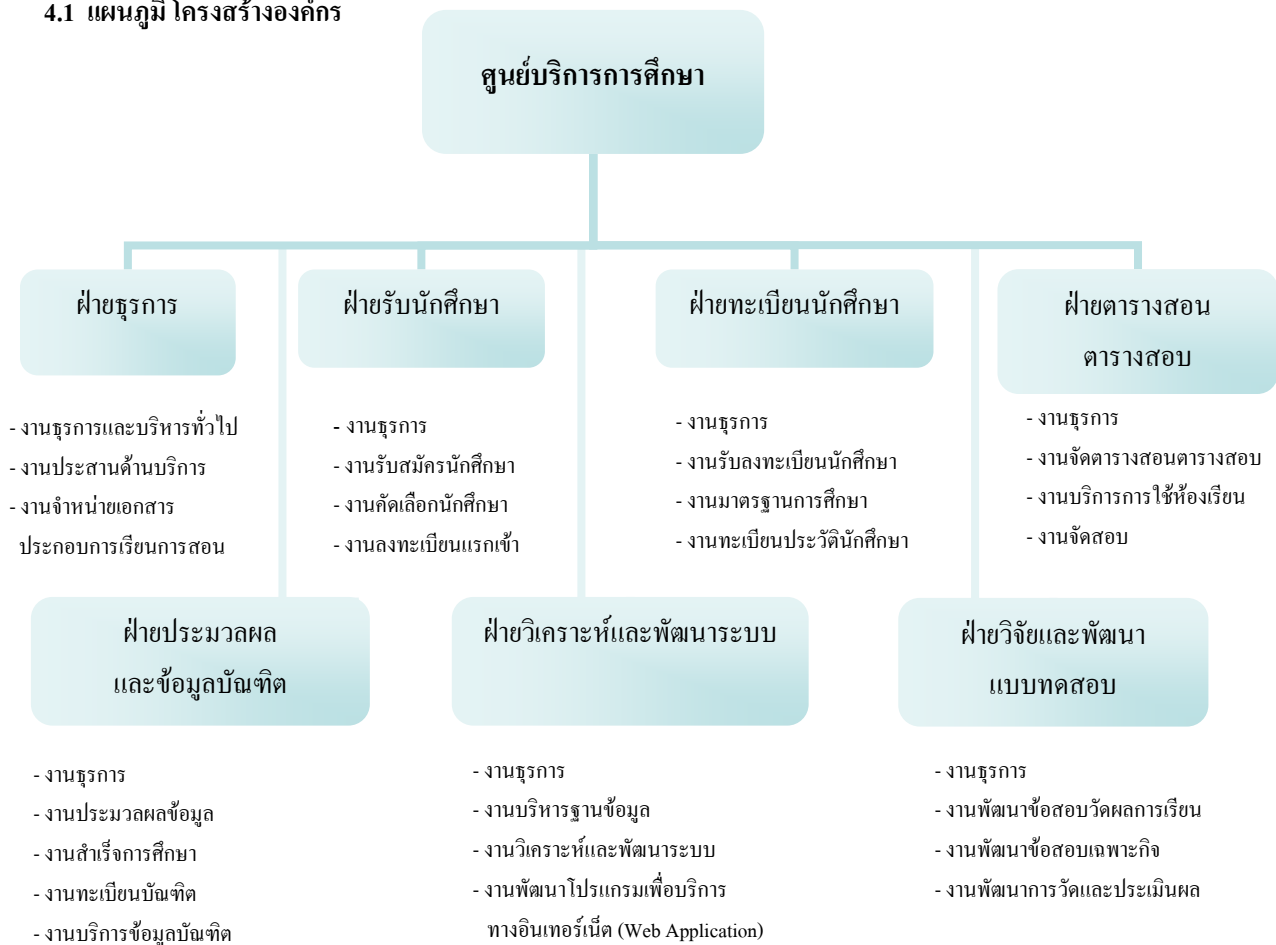 4.1 แผนภูมิ โครงสร้างองค์กร
ศูนย์บริการการศึกษา
ฝ่ายธุรการ
- งานธุรการและบริหารทั่วไป
- งานประสานด้านบริการ
- งานจำหน่ายเอกสาร
ประกอบการเรียนการสอน
ฝ่ายรับนักศึกษา
- งานธุรการ
- งานรับสมัครนักศึกษา
- งานคัดเลือกนักศึกษา
- งานลงทะเบียนแรกเข้า
ฝ่ายทะเบียนนักศึกษา
- งานธุรการ
- งานรับลงทะเบียนนักศึกษา
- งานมาตรฐานการศึกษา
- งานทะเบียนประวัตินักศึกษา
ฝ่ายตารางสอน
ตารางสอบ
- งานธุรการ
- งานจัดตารางสอนตารางสอบ
- งานบริการการใช้ห้องเรียน
- งานจัดสอบ
ฝ่ายประมวลผล
และข้อมูลบัณฑิต
- งานธุรการ
- งานประมวลผลข้อมูล
- งานสำเร็จการศึกษา
- งานทะเบียนบัณฑิต
- งานบริการข้อมูลบัณฑิต
ฝ่ายวิเคราะห์และพัฒนาระบบ
- งานธุรการ
- งานบริหารฐานข้อมูล
- งานวิเคราะห์และพัฒนาระบบ
- งานพัฒนาโปรแกรมเพื่อบริการ
ทางอินเทอร์เน็ต (Web Application)
ฝ่ายวิจัยและพัฒนา
แบบทดสอบ
- งานธุรการ
- งานพัฒนาข้อสอบวัดผลการเรียน
- งานพัฒนาข้อสอบเฉพาะกิจ
- งานพัฒนาการวัดและประเมินผล